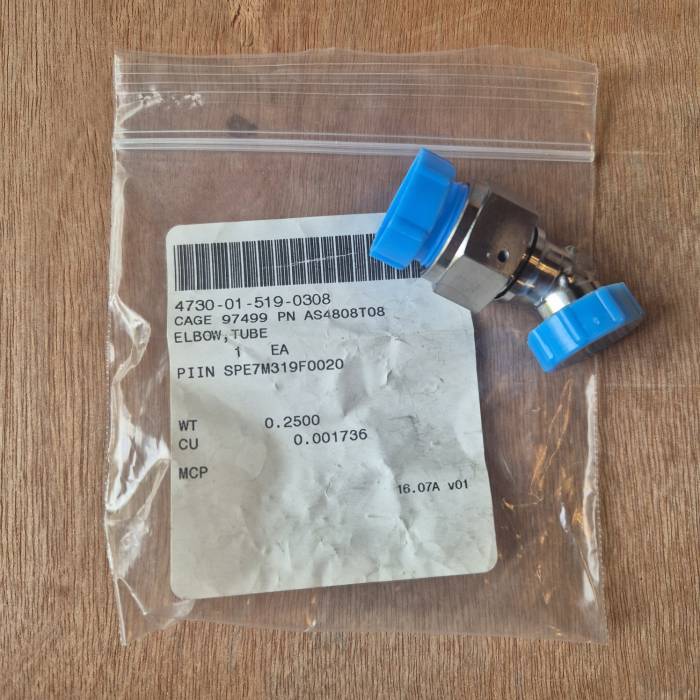 4730-01-519-0308
CAGE 97499 PN AS4808T08
ELBOW,TUBE
1 EA
PIIN SPE7M319F0020
WT 0.2500
CU 0.001736
MCP
16.07A v01